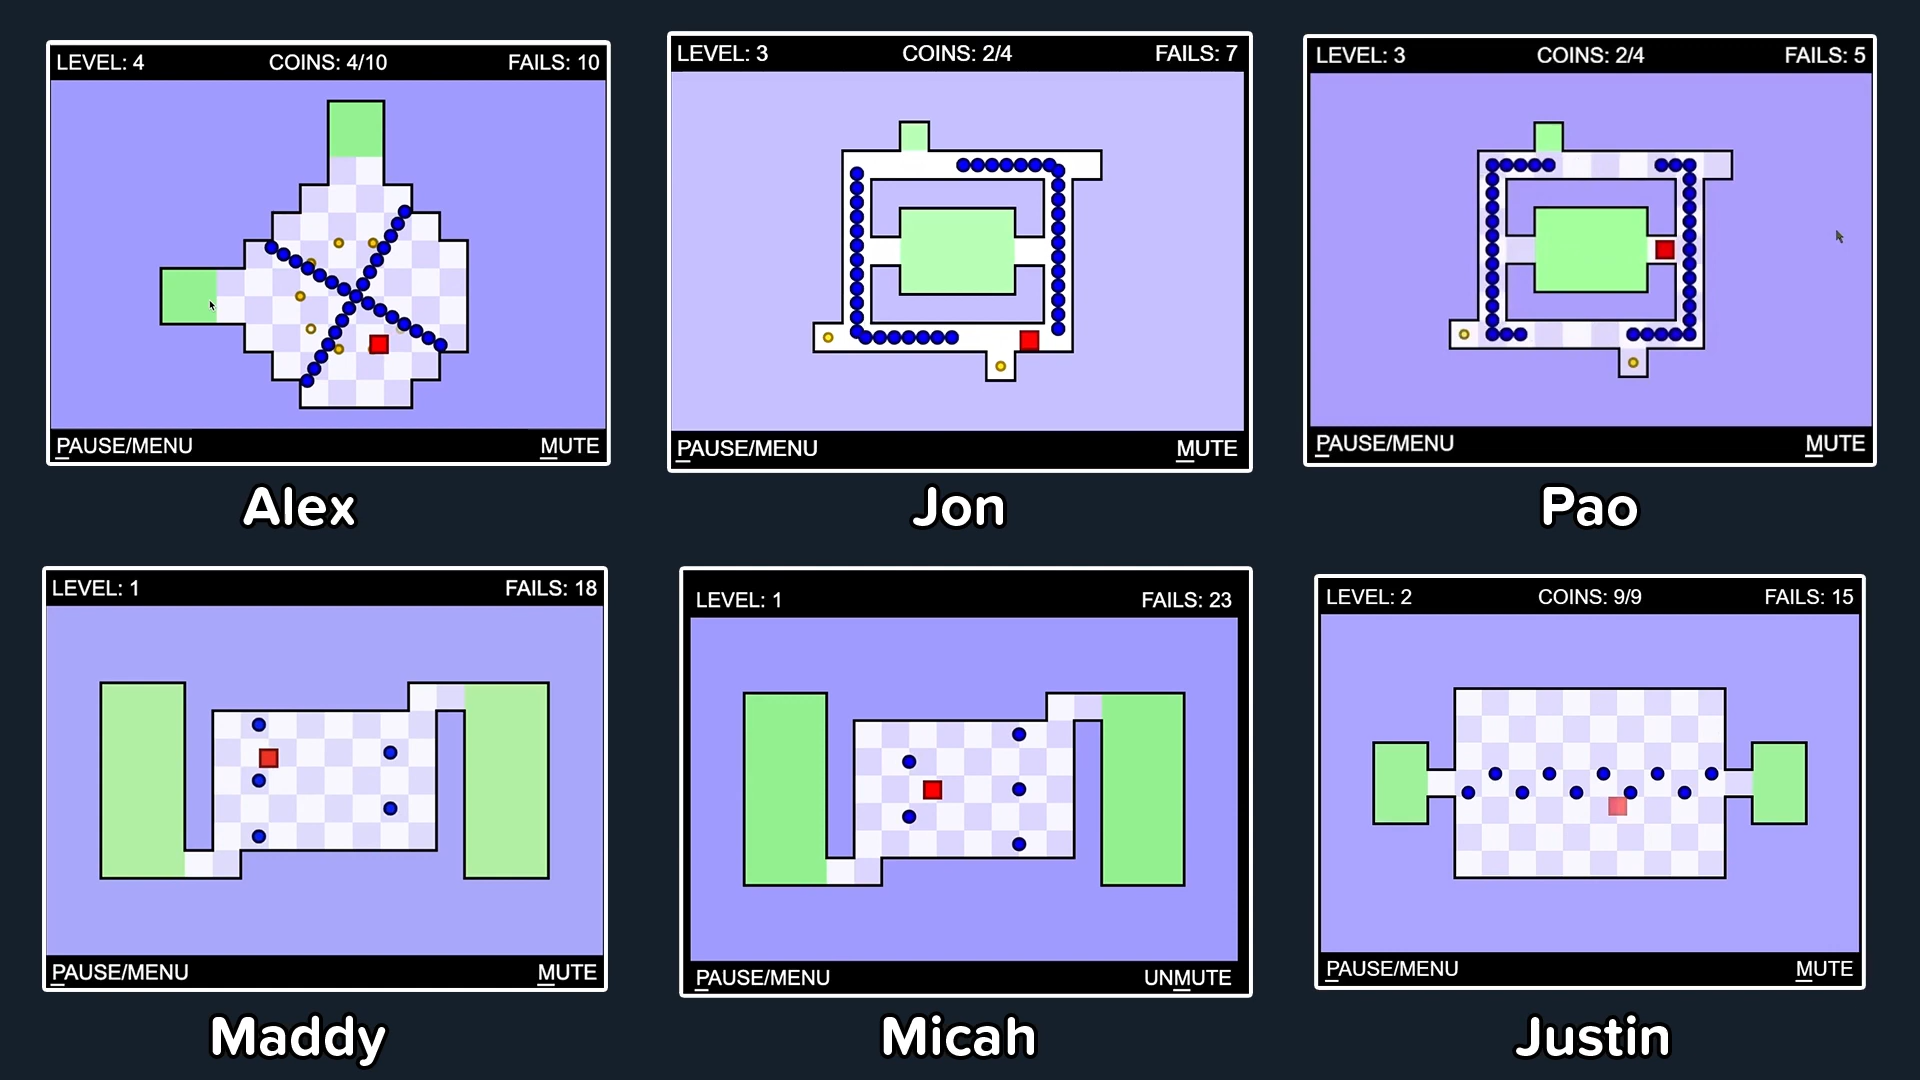 LEVEL: 4 COINS: 4/10 FAILS: 10
PAUSE/MENU MUTE
Alex
LEVEL: 3 COINS: 2/4 FAILS: 7
PAUSE/MENU MUTE
Jon
LEVEL: 3 COINS: 2/4 FAILS: 5
PAUSE/MENU MUTE
Pao
LEVEL: 1 FAILS: 18
PAUSE/MENU MUTE
Maddy
LEVEL: 1 FAILS: 23
PAUSE/MENU UNMUTE
Micah
LEVEL: 2 COINS: 9/9 FAILS: 15
PAUSE/MENU MUTE
Justin